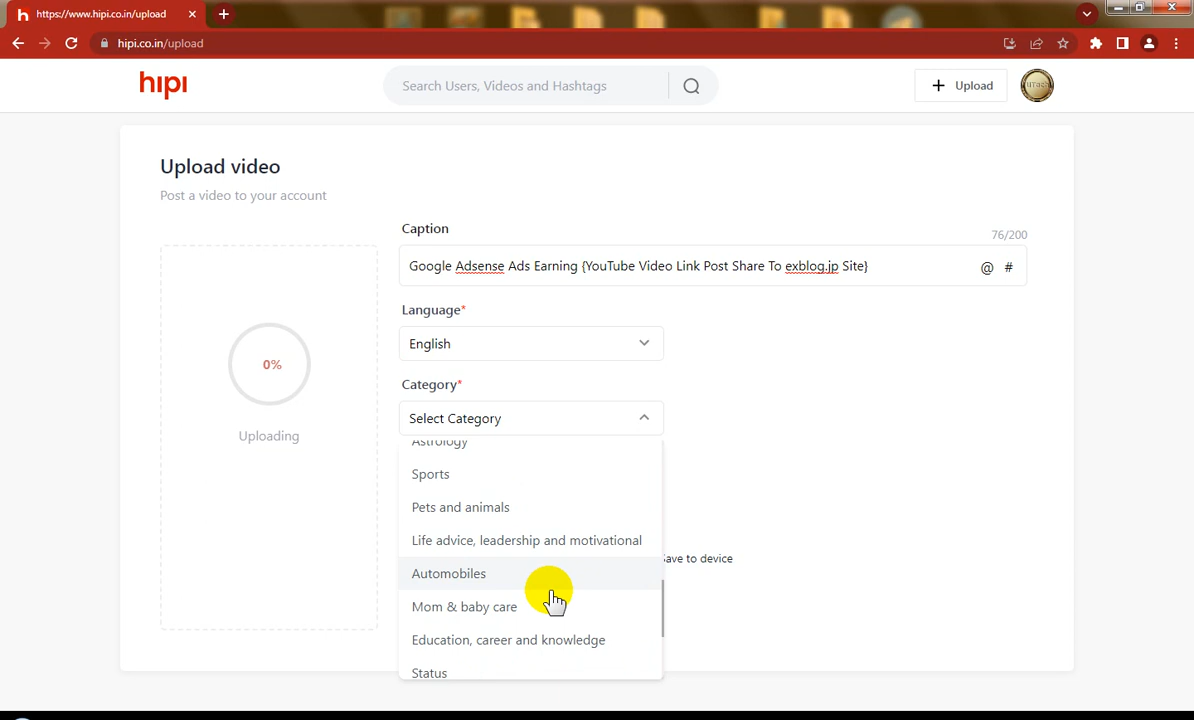 https://www.hipi.co.in/upload
hipi.co.in/upload
hipi
Search Users, Videos and Hashtags
Upload
Upload video
Post a video to your account
Caption
76/200
Google Adsense Ads Earning {YouTube Video Link Post Share To exblog.jp Site}
@ #
Language*
English
0%
Uploading
Category*
Select Category
Astrology
Sports
Pets and animals
Life advice, leadership and motivational
Automobiles
Save to device
Mom & baby care
Education, career and knowledge
Status